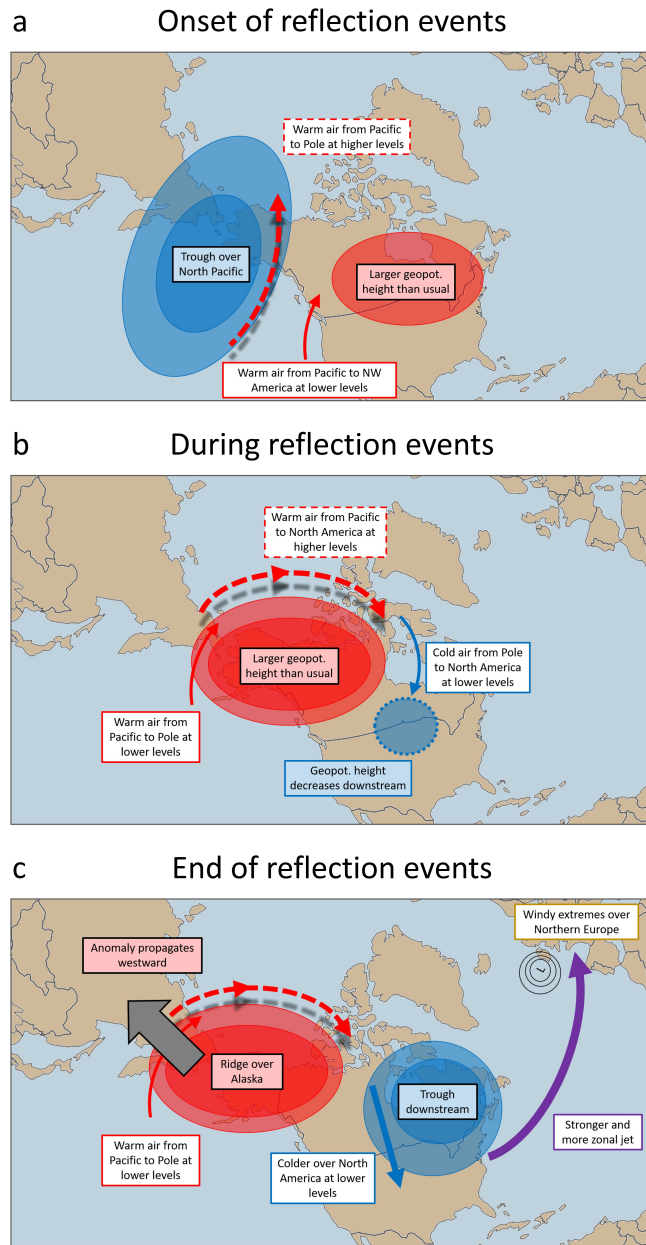 a
Onset of reflection events
Warm air from Pacific
to Pole at higher levels
Trough over
North Pacific
Larger geopot.
height than usual
Warm air from Pacific to NW
America at lower levels
b
During reflection events
Warm air from Pacific
to North America at
higher levels
Larger geopot.
height than usual
Cold air from Pole
to North America
at lower levels
Warm air from
Pacific to Pole at
lower levels
Geopot. height
decreases downstream
c
End of reflection events
Windy extremes over
Northern Europe
Anomaly propagates
westward
L
Ridge over
Alaska
Trough
downstream
Warm air from
Pacific to Pole at
lower levels
Colder over North
America at lower
levels
Stronger and
more zonal jet